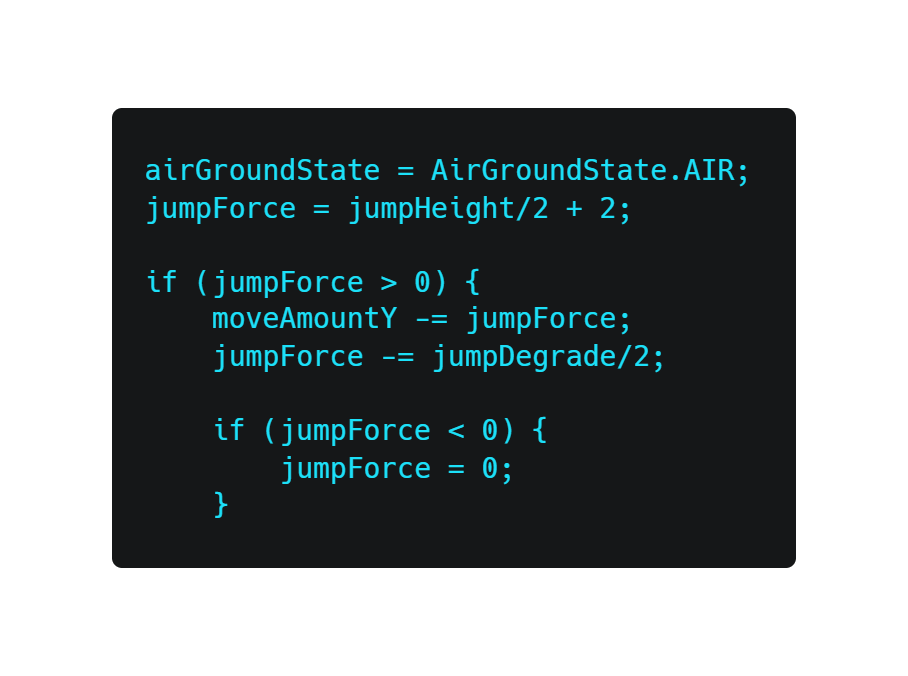 airGroundState = AirGroundState.AIR;
jumpForce = jumpHeight/2 + 2;

if (jumpForce > 0) {
    moveAmountY -= jumpForce;
    jumpForce -= jumpDegrade/2;

    if (jumpForce < 0) {
        jumpForce = 0;
    }